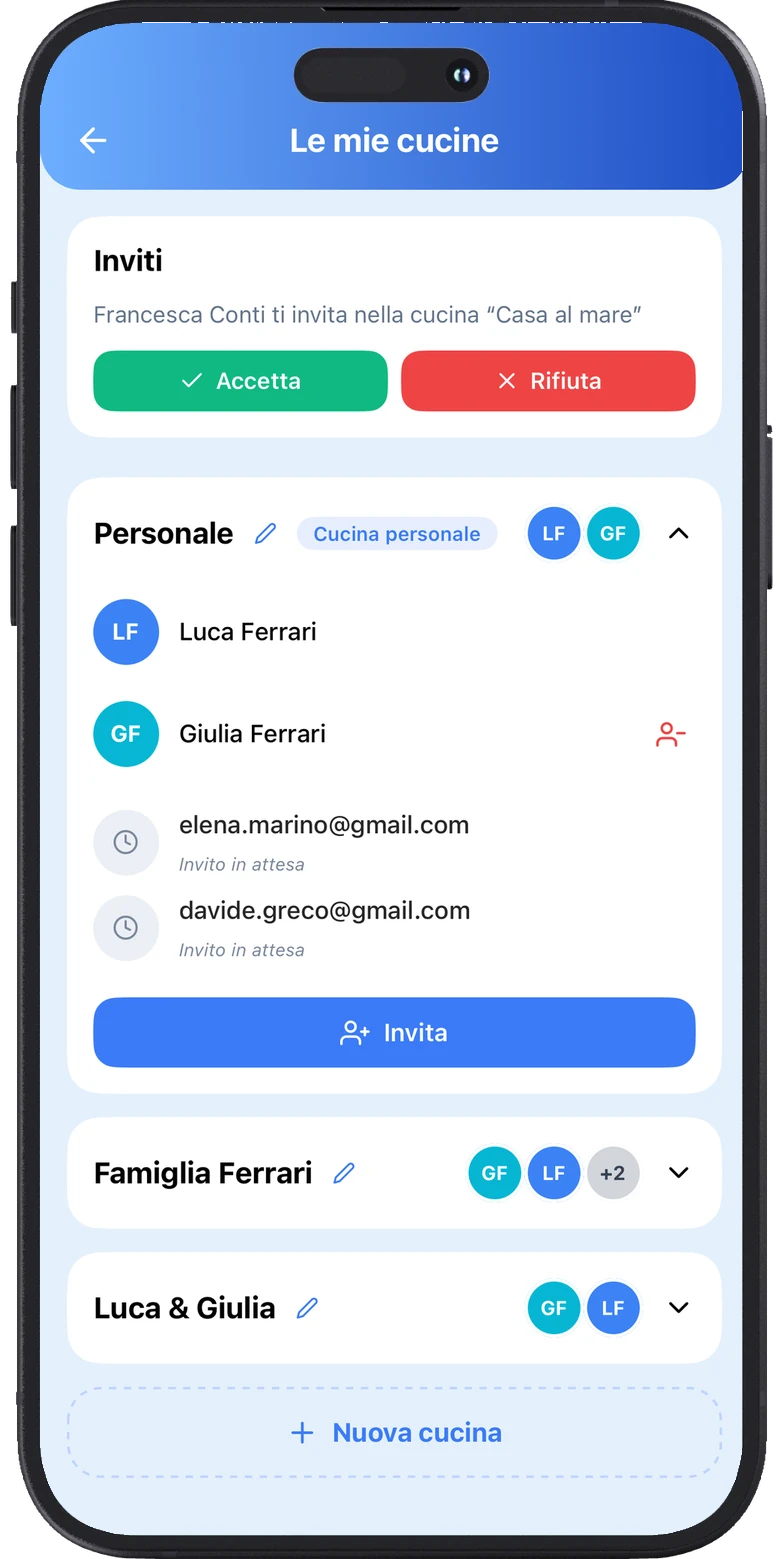 Le mie cucine
Inviti
Francesca Conti ti invita nella cucina “Casa al mare”
Accetta
Rifiuta
Personale
Cucina personale
LF
GF
LF
Luca Ferrari
GF
Giulia Ferrari
elena.marino@gmail.com
Invito in attesa
davide.greco@gmail.com
Invito in attesa
Invita
Famiglia Ferrari
GF
LF
+2
Luca & Giulia
GF
LF
Nuova cucina